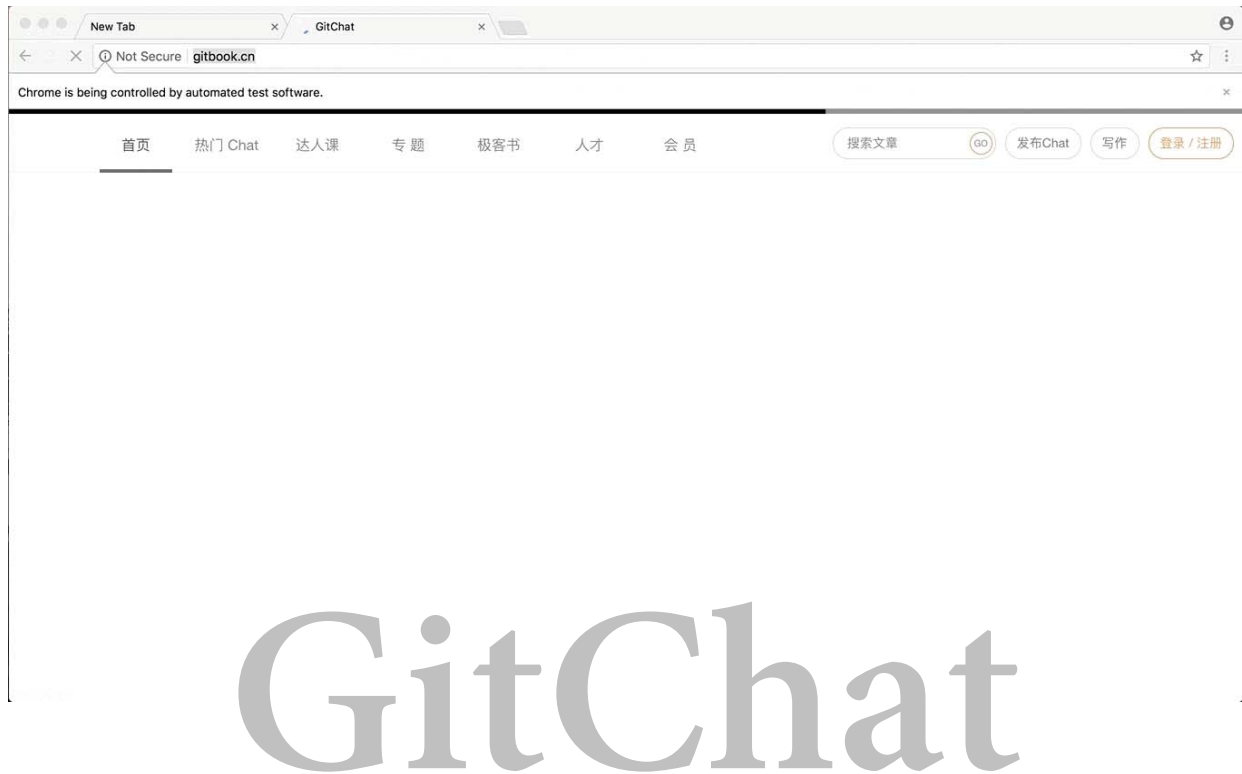 New Tab GitChat
Not Secure gitbook.cn
Chrome is being controlled by automated test software.
首页 热门 Chat 达人课 专 题 极客书 人才 会 员 搜索文章 GO 发布Chat 写作 登录 / 注册
GitChat